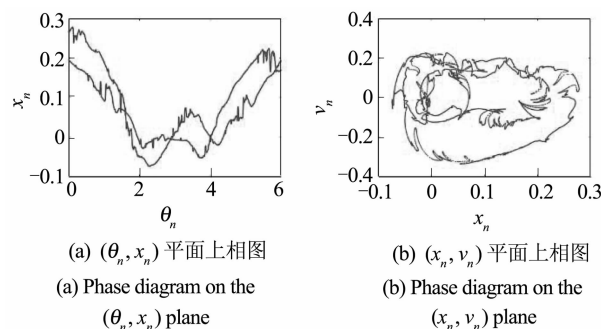 0.3
0.2
0.1
0
−0.1
x_n
0 2 4 6
θ_n
(a) (θ_n, x_n) 平面上相图
(a) Phase diagram on the
(θ_n, x_n) plane
0.4
0.2
0
−0.2
−0.4
v_n
−0.1 0 0.1 0.2 0.3
x_n
(b) (x_n, v_n) 平面上相图
(b) Phase diagram on the
(x_n, v_n) plane